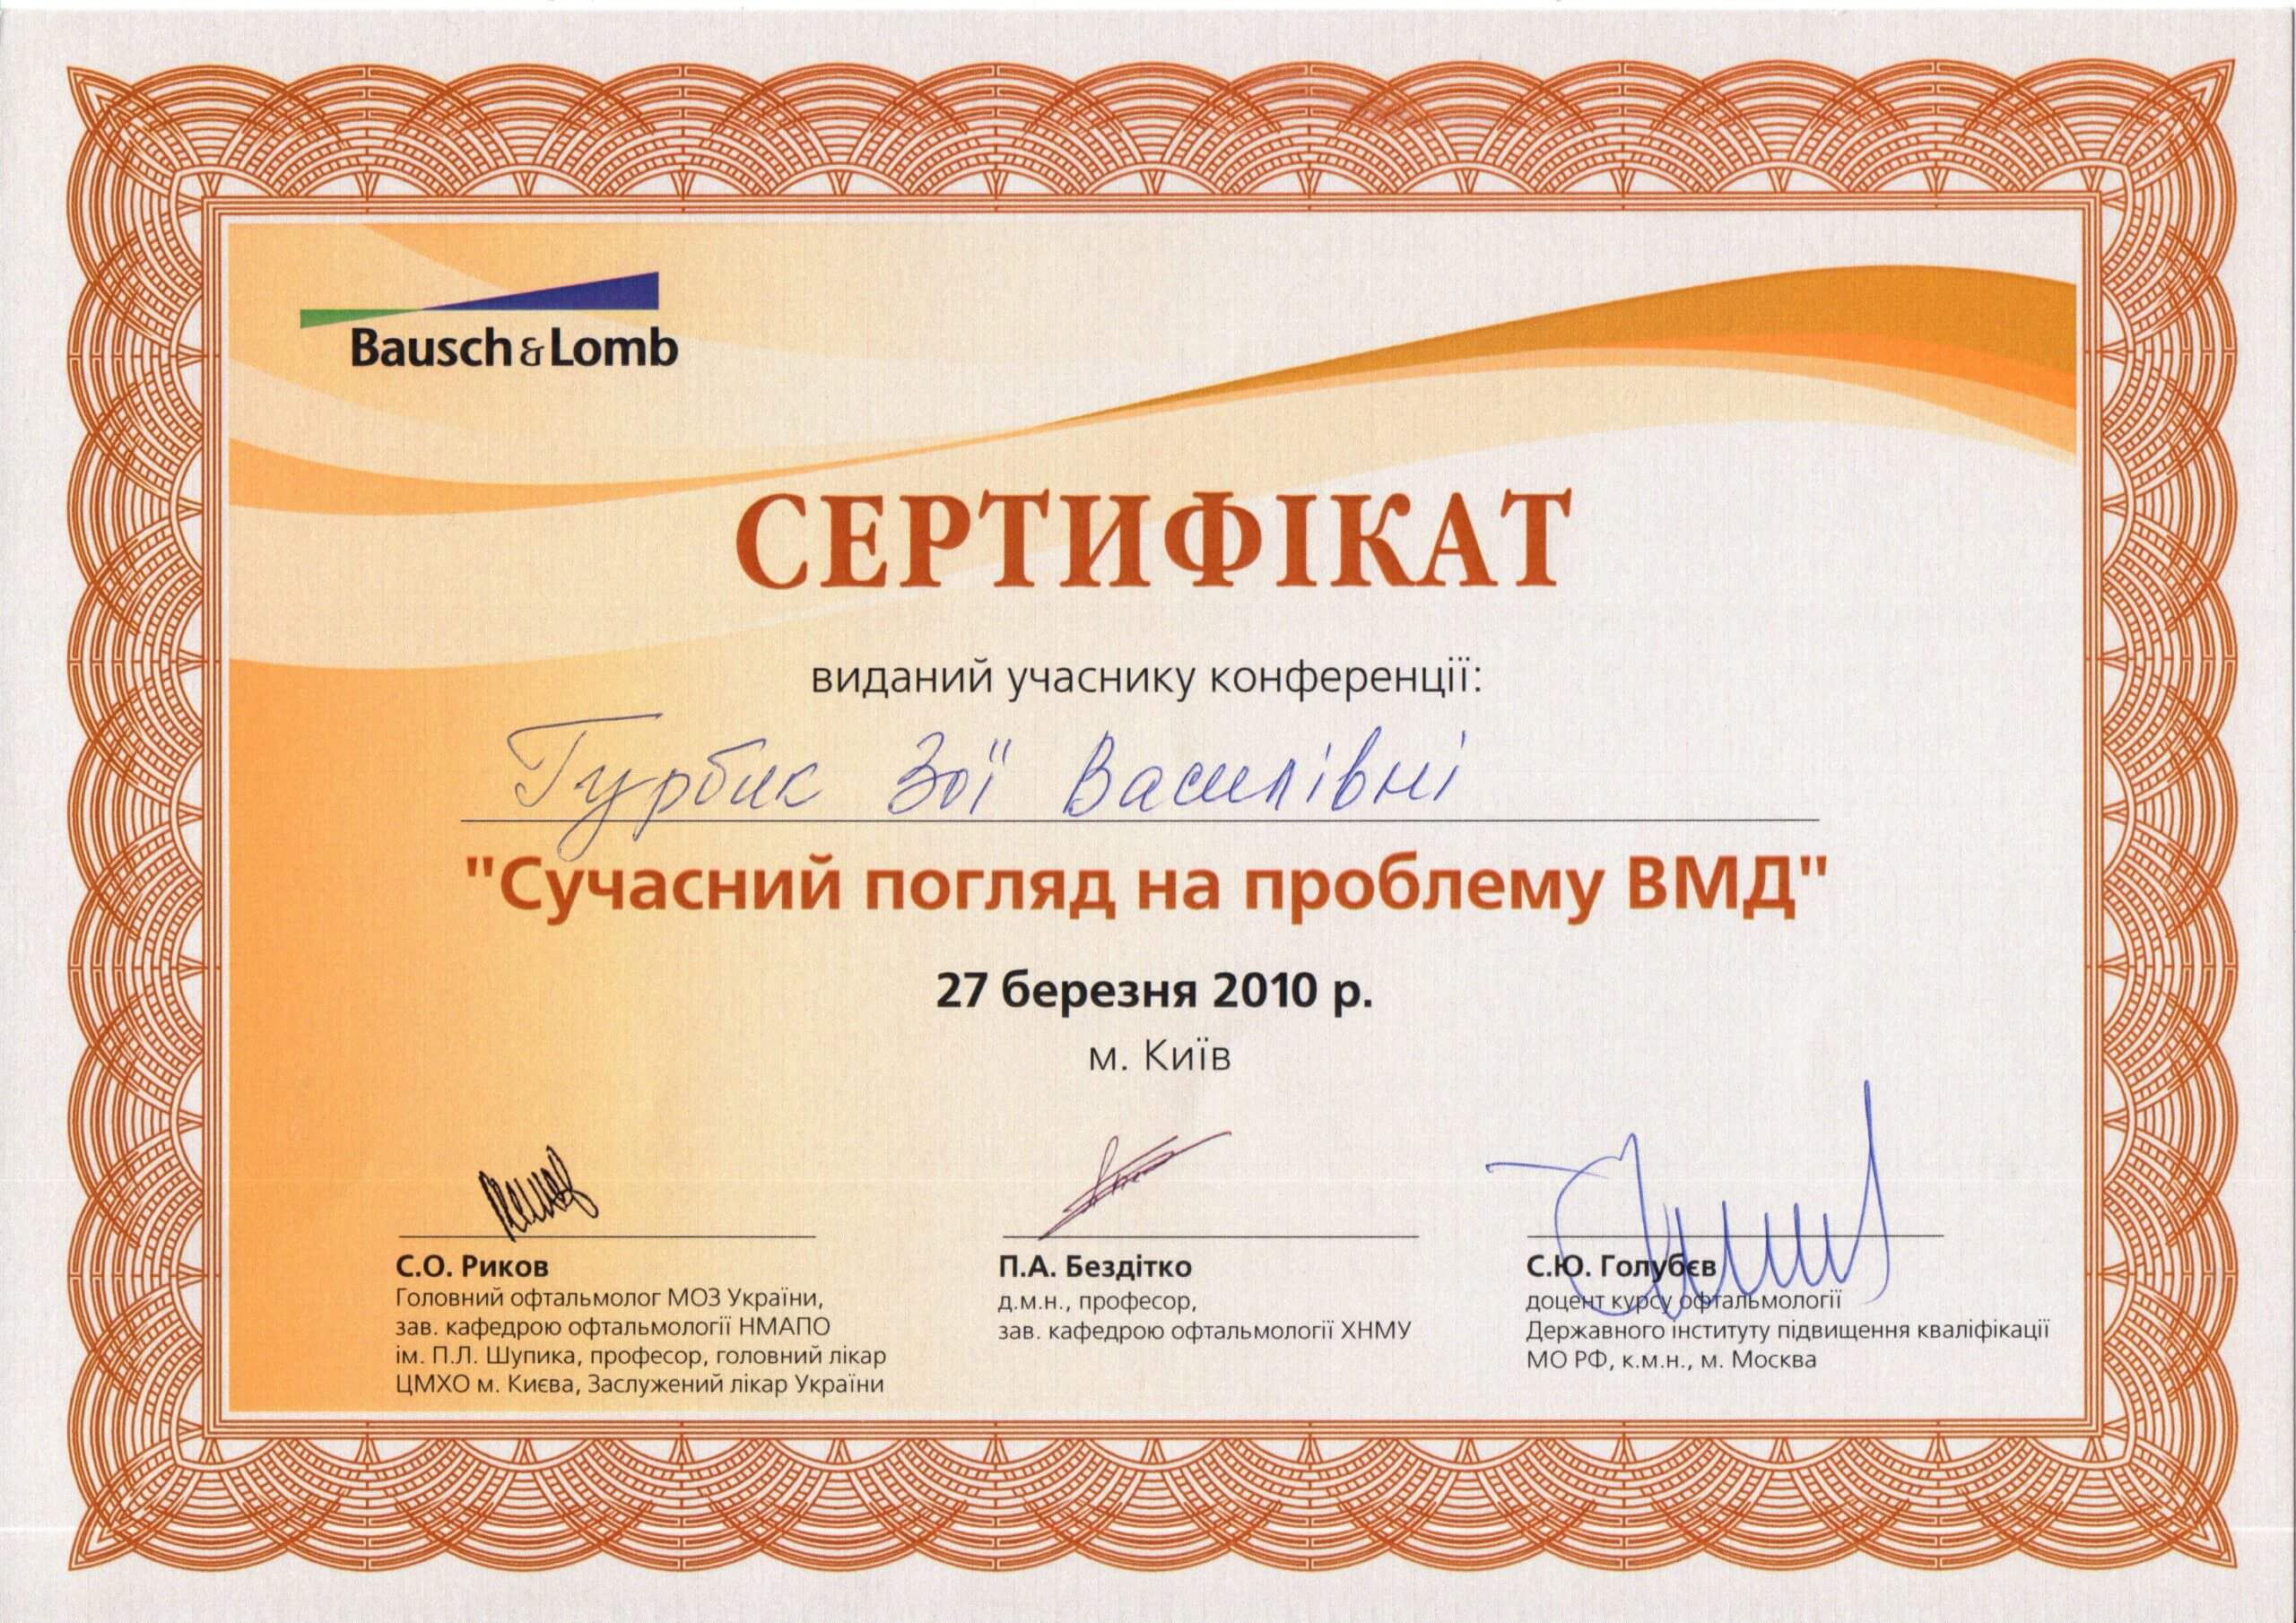 Bausch & Lomb
СЕРТИФІКАТ
виданий учаснику конференції:
Гурбик Зої Василівні
"Сучасний погляд на проблему ВМД"
27 березня 2010 р.
м. Київ
С.О. Риков
Головний офтальмолог МОЗ України,
зав. кафедрою офтальмології НМАПО
ім. П.Л. Шупика, професор, головний лікар
ЦМХО м. Києва, Заслужений лікар України
П.А. Бездітко
д.м.н., професор,
зав. кафедрою офтальмології ХНМУ
С.Ю. Голубєв
доцент курсу офтальмології
Державного інституту підвищення кваліфікації
МО РФ, к.м.н., м. Москва